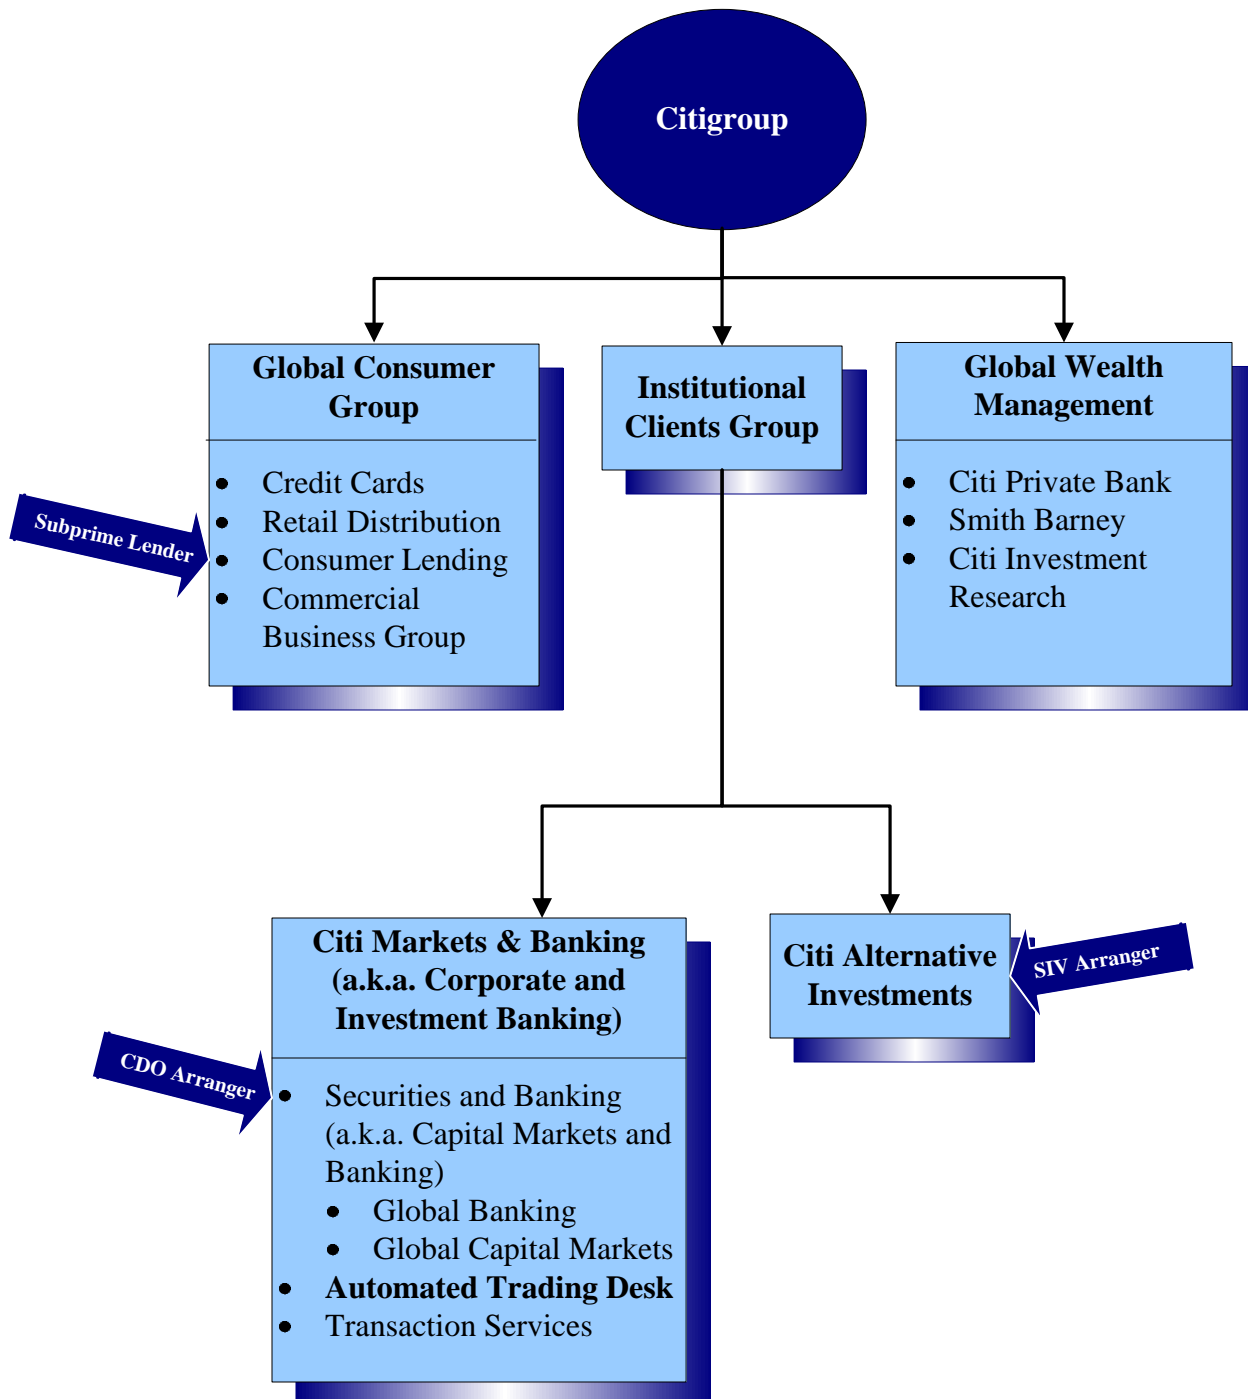 Citigroup
Global Consumer
Group
• Credit Cards
• Retail Distribution
• Consumer Lending
• Commercial
Business Group
Subprime Lender
Institutional
Clients Group
Global Wealth
Management
• Citi Private Bank
• Smith Barney
• Citi Investment
Research
Citi Markets & Banking
(a.k.a. Corporate and
Investment Banking)
• Securities and Banking
(a.k.a. Capital Markets and
Banking)
• Global Banking
• Global Capital Markets
• Automated Trading Desk
• Transaction Services
CDO Arranger
Citi Alternative
Investments
SIV Arranger